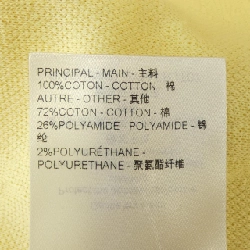 PRINCIPAL - MAIN - 主料
100%COTON - COTTON 棉
AUTRE - OTHER - 其他
72%COTON - COTTON - 棉
26%POLYAMIDE POLYAMIDE - 锦
纶
2%POLYURÉTHANE -
POLYURETHANE - 聚氨酯纤维